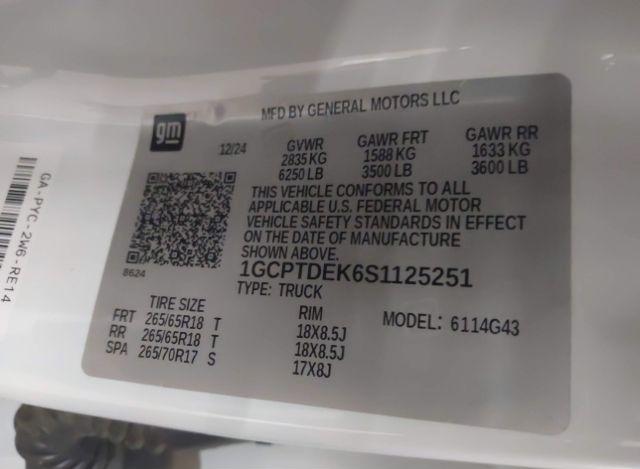 MFD BY GENERAL MOTORS LLC
gm
12/24
GVWR GAWR FRT GAWR RR
2835 KG 1588 KG 1633 KG
6250 LB 3500 LB 3600 LB
THIS VEHICLE CONFORMS TO ALL
APPLICABLE U.S. FEDERAL MOTOR
VEHICLE SAFETY STANDARDS IN EFFECT
ON THE DATE OF MANUFACTURE
SHOWN ABOVE.
8624
1GCPTDEK6S1125251
TYPE: TRUCK
TIRE SIZE RIM
FRT 265/65R18 T 18X8.5J
RR 265/65R18 T 18X8.5J
SPA 265/70R17 S 17X8J
MODEL: 6114G43
GA-PYC-2W6-RE14